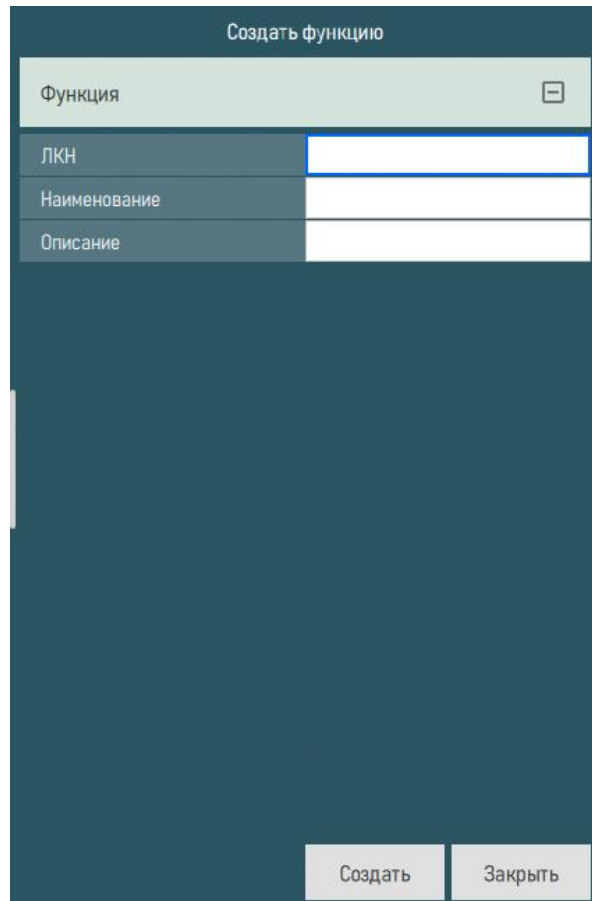 Создать функцию
Функция
ЛКН
Наименование
Описание
Создать Закрыть